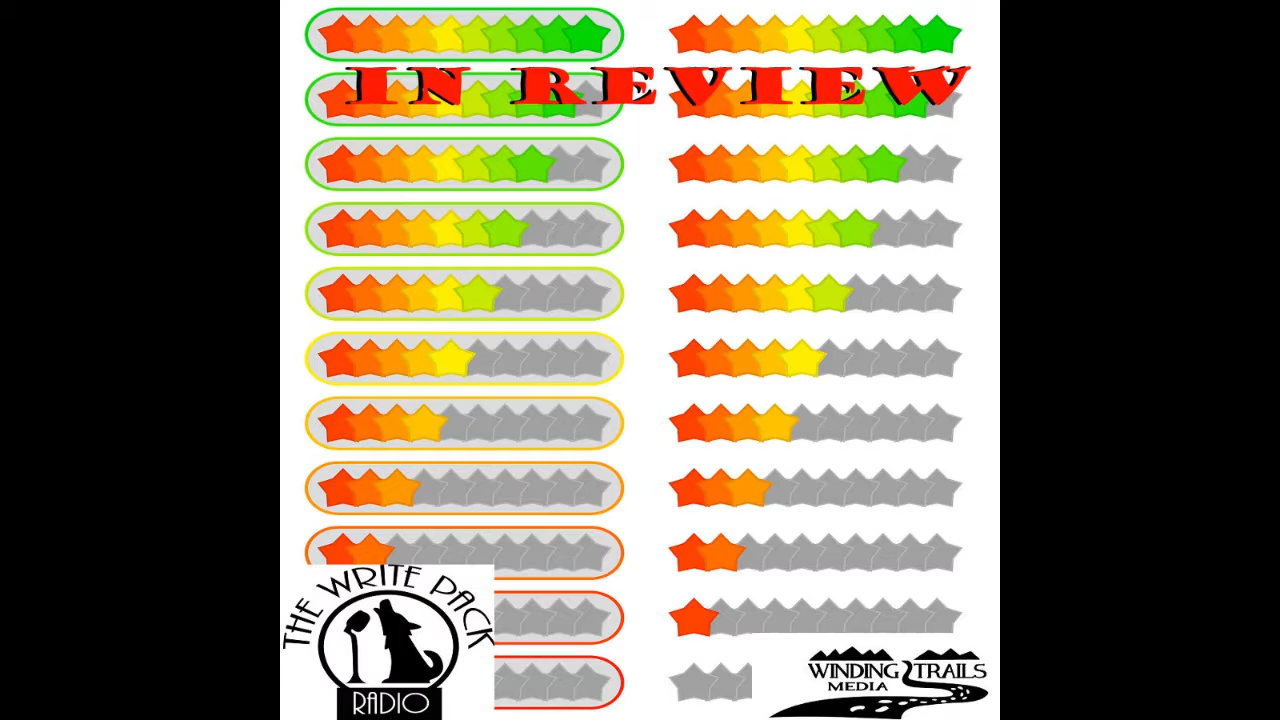 IN REVIEW
THE WRITE PACK
RADIO
WINDING TRAILS
MEDIA